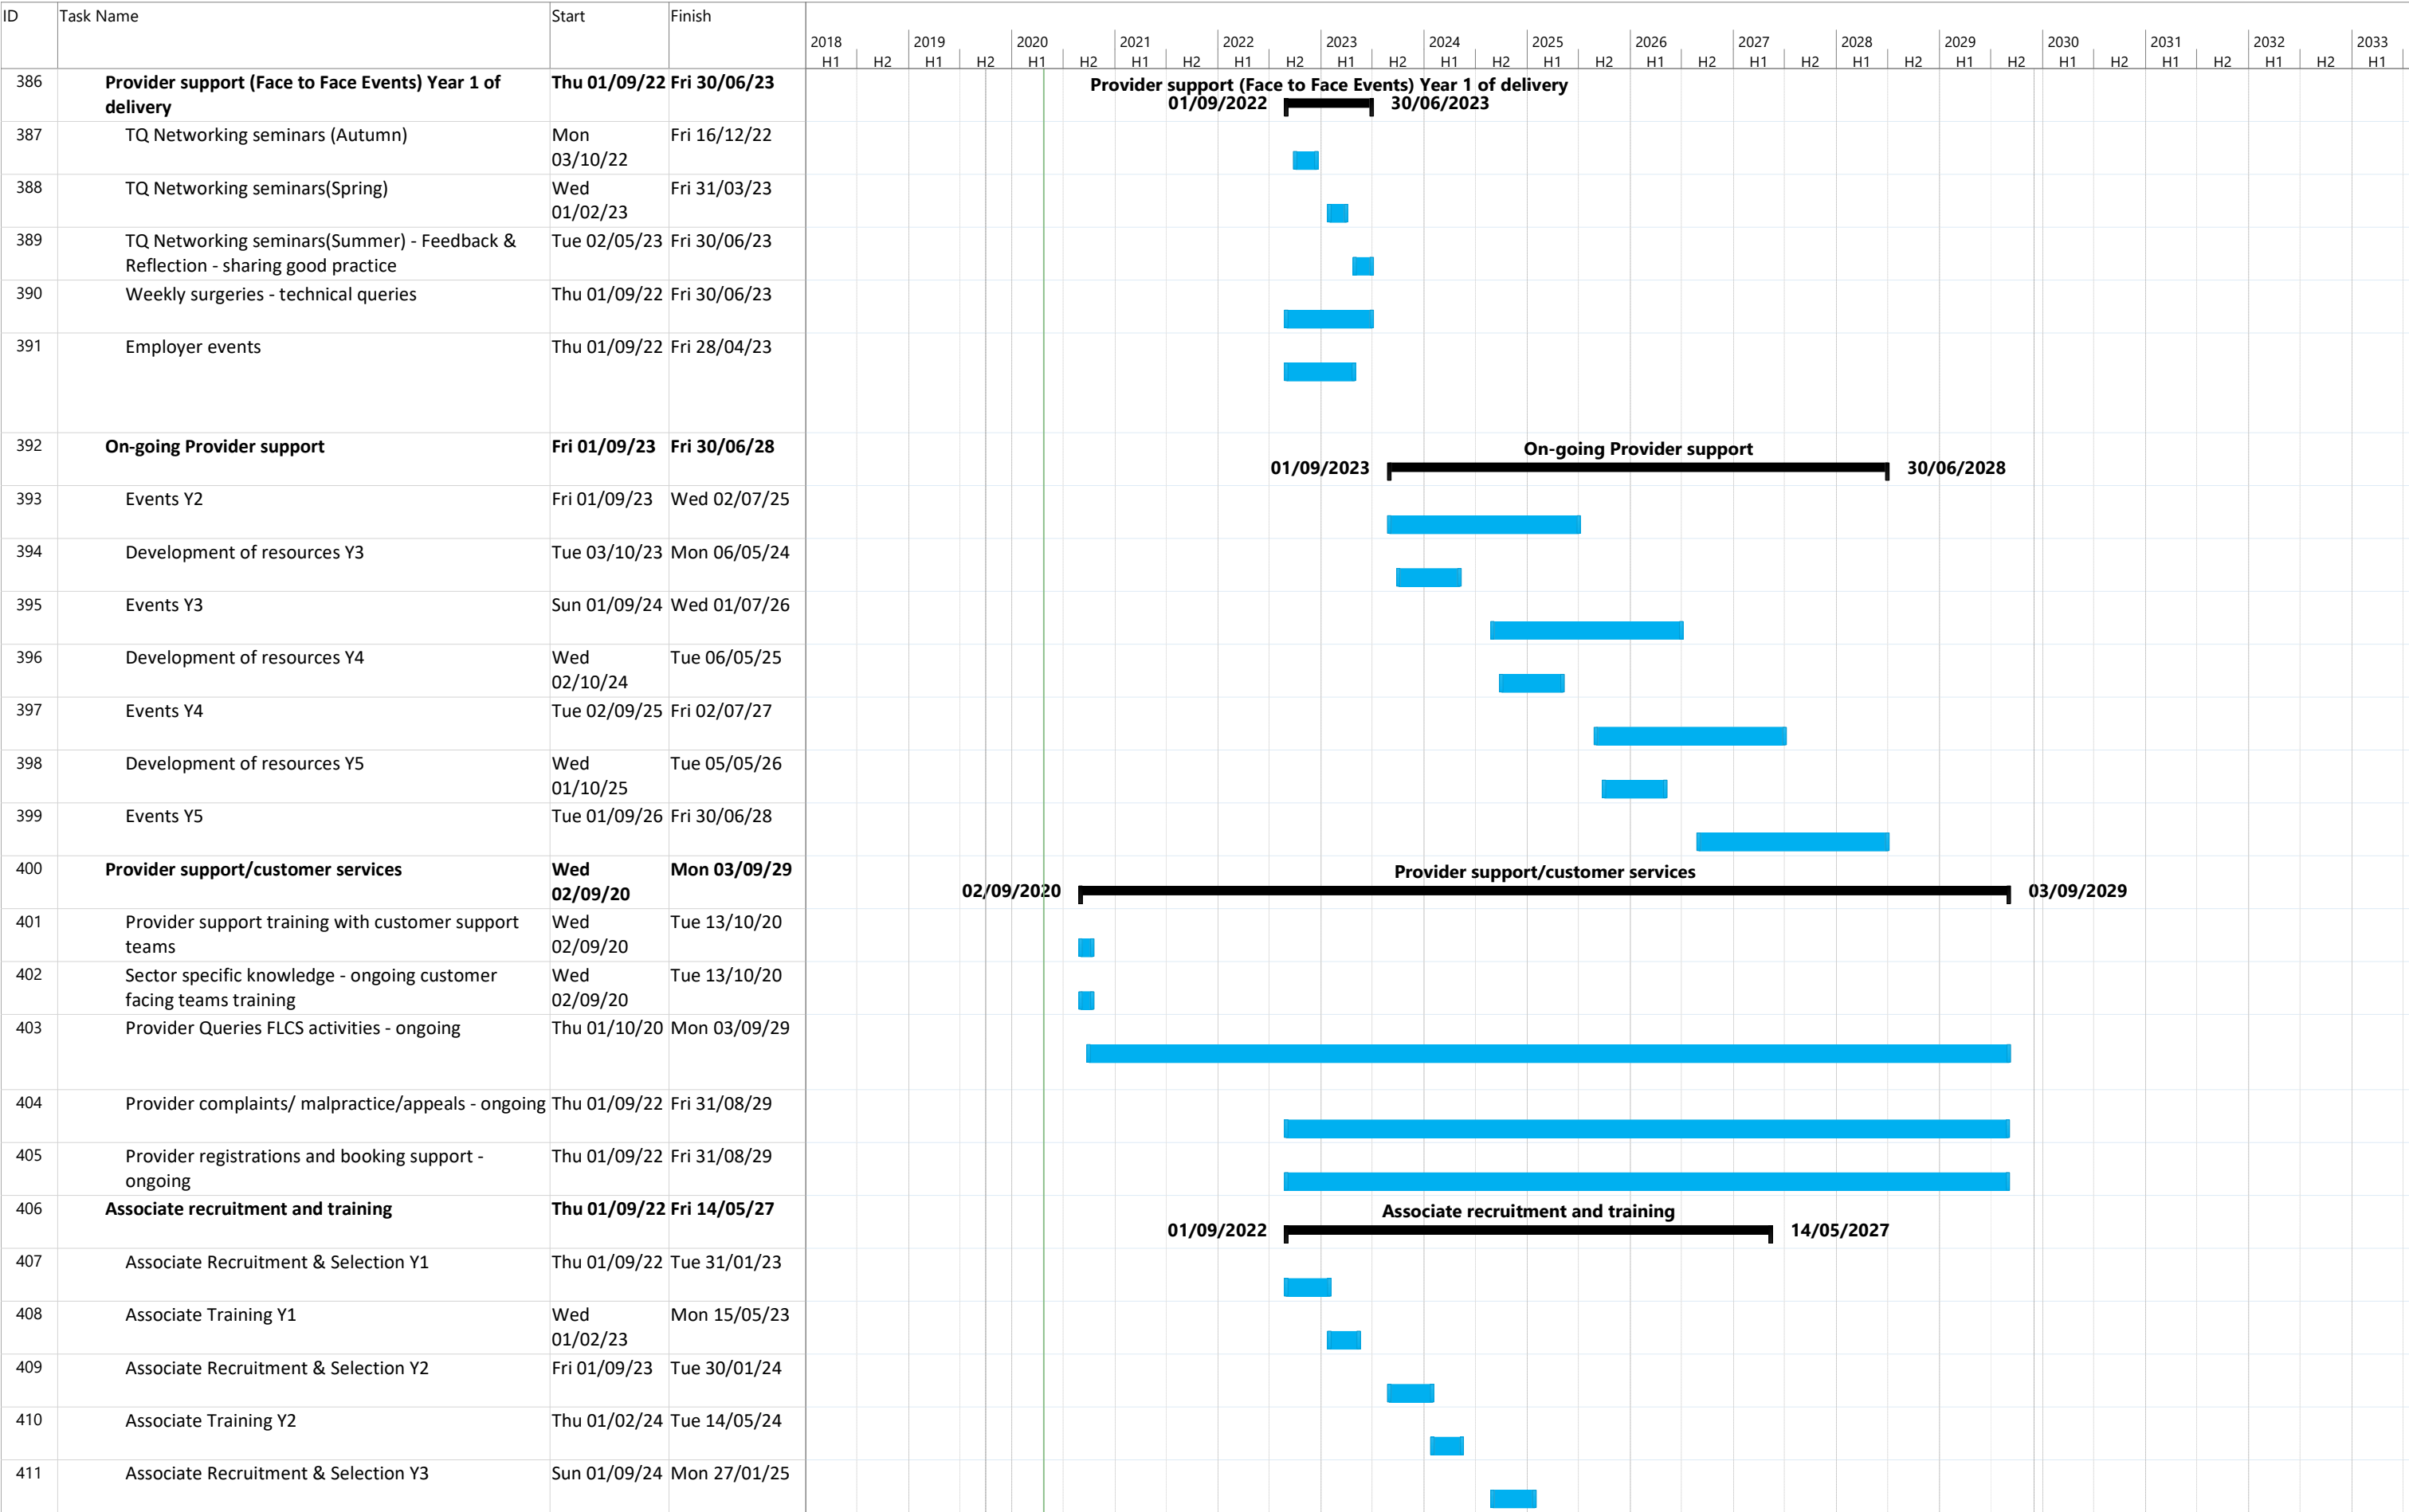 ID Task Name Start Finish
2018 2019 2020 2021 2022 2023 2024 2025 2026 2027 2028 2029 2030 2031 2032 2033
H1 H2 H1 H2 H1 H2 H1 H2 H1 H2 H1 H2 H1 H2 H1 H2 H1 H2 H1 H2 H1 H2 H1 H2 H1 H2 H1 H2 H1 H2 H1
386 Provider support (Face to Face Events) Year 1 of Thu 01/09/22 Fri 30/06/23 Provider support (Face to Face Events) Year 1 of delivery
delivery 01/09/2022 30/06/2023
387 TQ Networking seminars (Autumn) Mon Fri 16/12/22
03/10/22
388 TQ Networking seminars(Spring) Wed Fri 31/03/23
01/02/23
389 TQ Networking seminars(Summer) - Feedback & Tue 02/05/23 Fri 30/06/23
Reflection - sharing good practice
390 Weekly surgeries - technical queries Thu 01/09/22 Fri 30/06/23
391 Employer events Thu 01/09/22 Fri 28/04/23
392 On-going Provider support Fri 01/09/23 Fri 30/06/28 On-going Provider support
01/09/2023 30/06/2028
393 Events Y2 Fri 01/09/23 Wed 02/07/25
394 Development of resources Y3 Tue 03/10/23 Mon 06/05/24
395 Events Y3 Sun 01/09/24 Wed 01/07/26
396 Development of resources Y4 Wed Tue 06/05/25
02/10/24
397 Events Y4 Tue 02/09/25 Fri 02/07/27
398 Development of resources Y5 Wed Tue 05/05/26
01/10/25
399 Events Y5 Tue 01/09/26 Fri 30/06/28
400 Provider support/customer services Wed Mon 03/09/29 Provider support/customer services
02/09/20 02/09/2020 03/09/2029
401 Provider support training with customer support Wed Tue 13/10/20
teams 02/09/20
402 Sector specific knowledge - ongoing customer Wed Tue 13/10/20
facing teams training 02/09/20
403 Provider Queries FLCS activities - ongoing Thu 01/10/20 Mon 03/09/29
404 Provider complaints/ malpractice/appeals - ongoing Thu 01/09/22 Fri 31/08/29
405 Provider registrations and booking support - Thu 01/09/22 Fri 31/08/29
ongoing
406 Associate recruitment and training Thu 01/09/22 Fri 14/05/27 Associate recruitment and training
01/09/2022 14/05/2027
407 Associate Recruitment & Selection Y1 Thu 01/09/22 Tue 31/01/23
408 Associate Training Y1 Wed Mon 15/05/23
01/02/23
409 Associate Recruitment & Selection Y2 Fri 01/09/23 Tue 30/01/24
410 Associate Training Y2 Thu 01/02/24 Tue 14/05/24
411 Associate Recruitment & Selection Y3 Sun 01/09/24 Mon 27/01/25